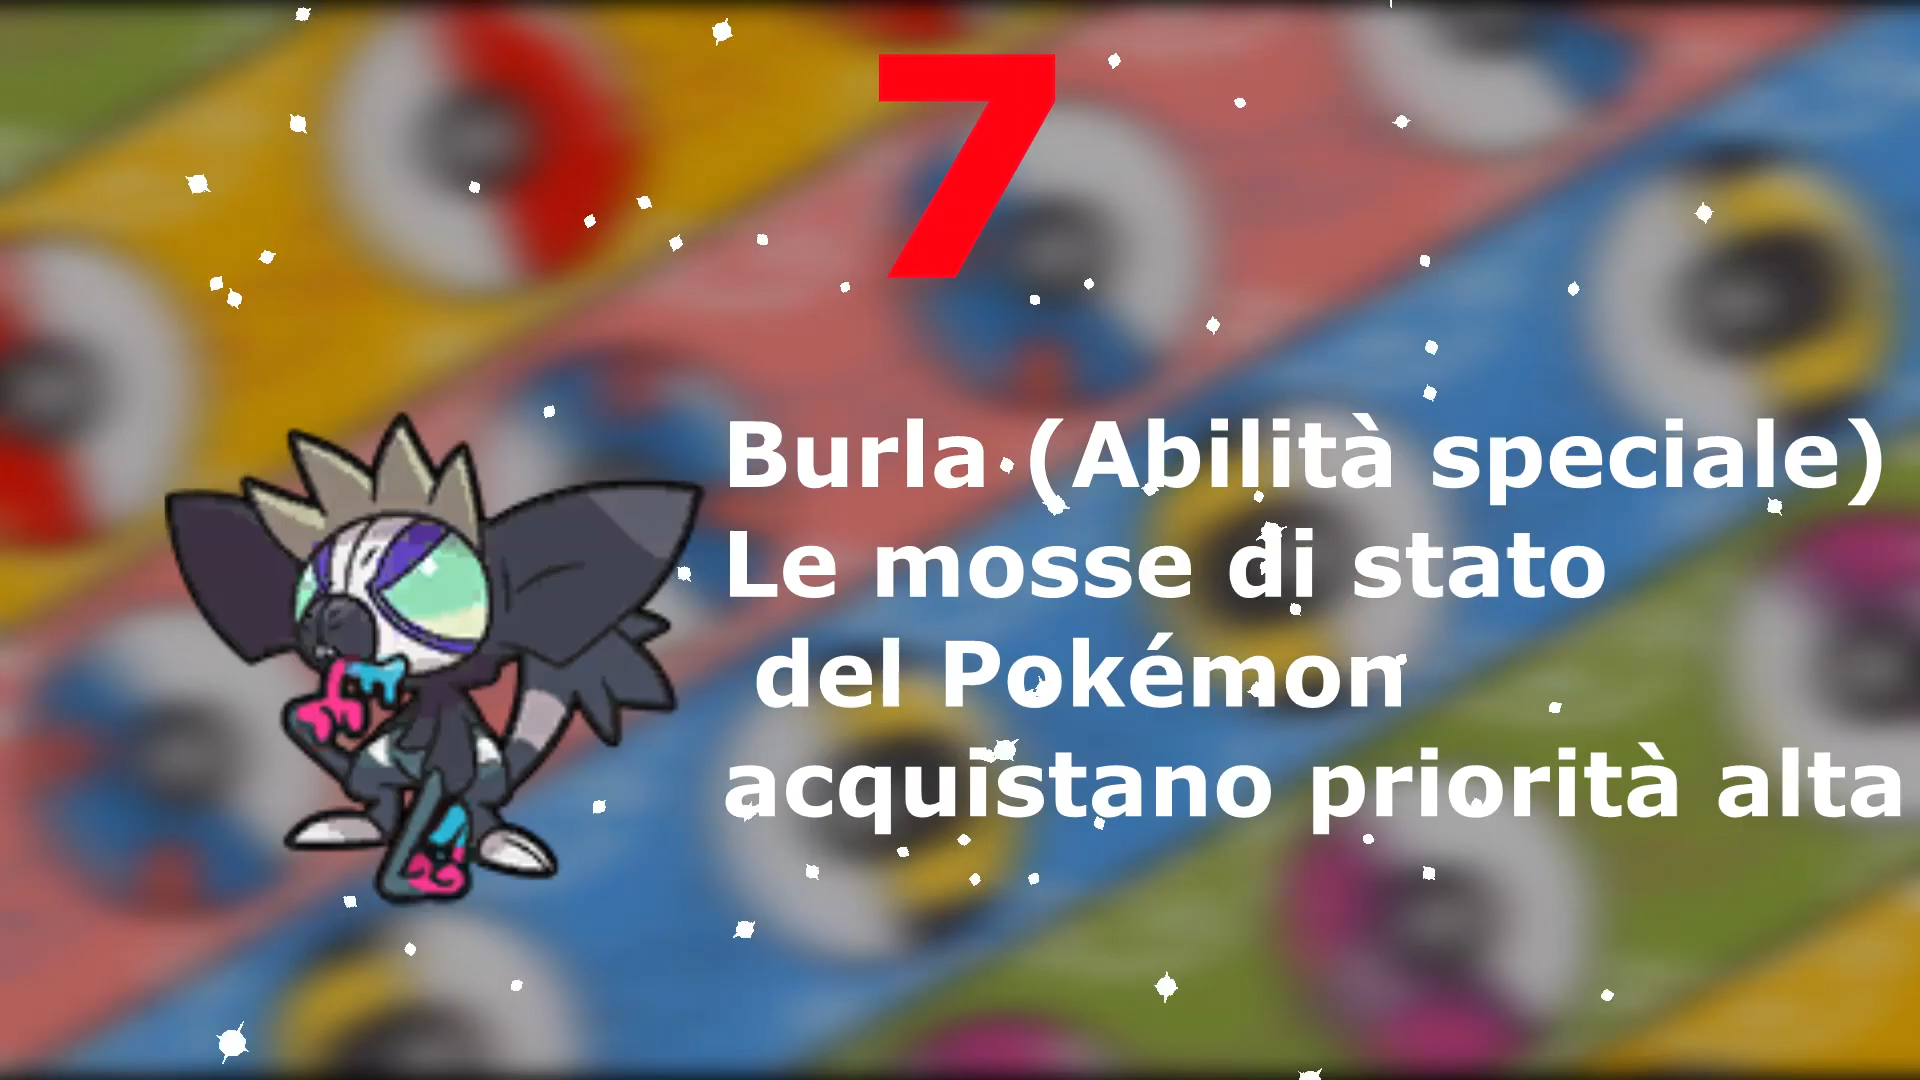 7
Burla (Abilità speciale)
Le mosse di stato
del Pokémon
acquistano priorità alta